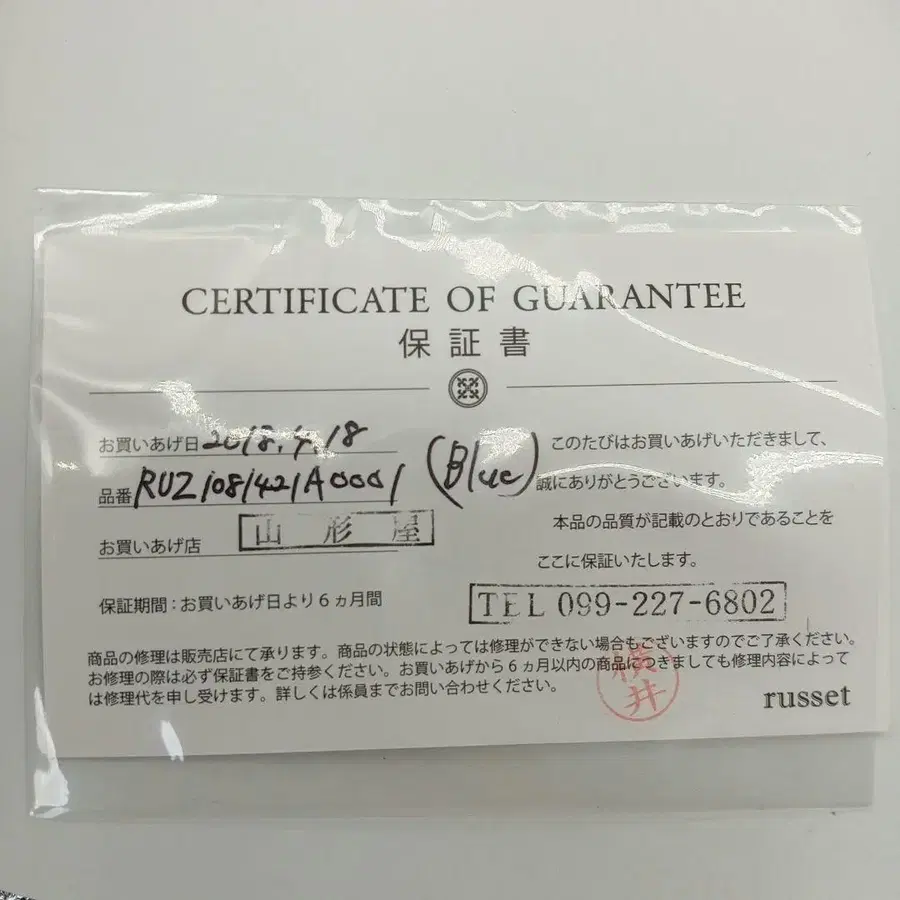 CERTIFICATE OF GUARANTEE
保証書
お買いあげ日 2018.4.18
品番 RUZ1081421A0001 (Blue)
お買いあげ店 山形屋
保証期間：お買いあげ日より6ヵ月間
このたびはお買いあげいただきまして、
誠にありがとうございます。
本品の品質が記載のとおりであることを
ここに保証いたします。
TEL 099-227-6802
商品の修理は販売店にて承ります。商品の状態によっては修理ができない場合もございますのでご了承ください。
お修理の際は必ず保証書をご持参ください。お買いあげから6ヵ月以内の商品につきましても修理内容によって
は修理代を申し受けます。詳しくは係員までお問い合わせください。
横井
russet